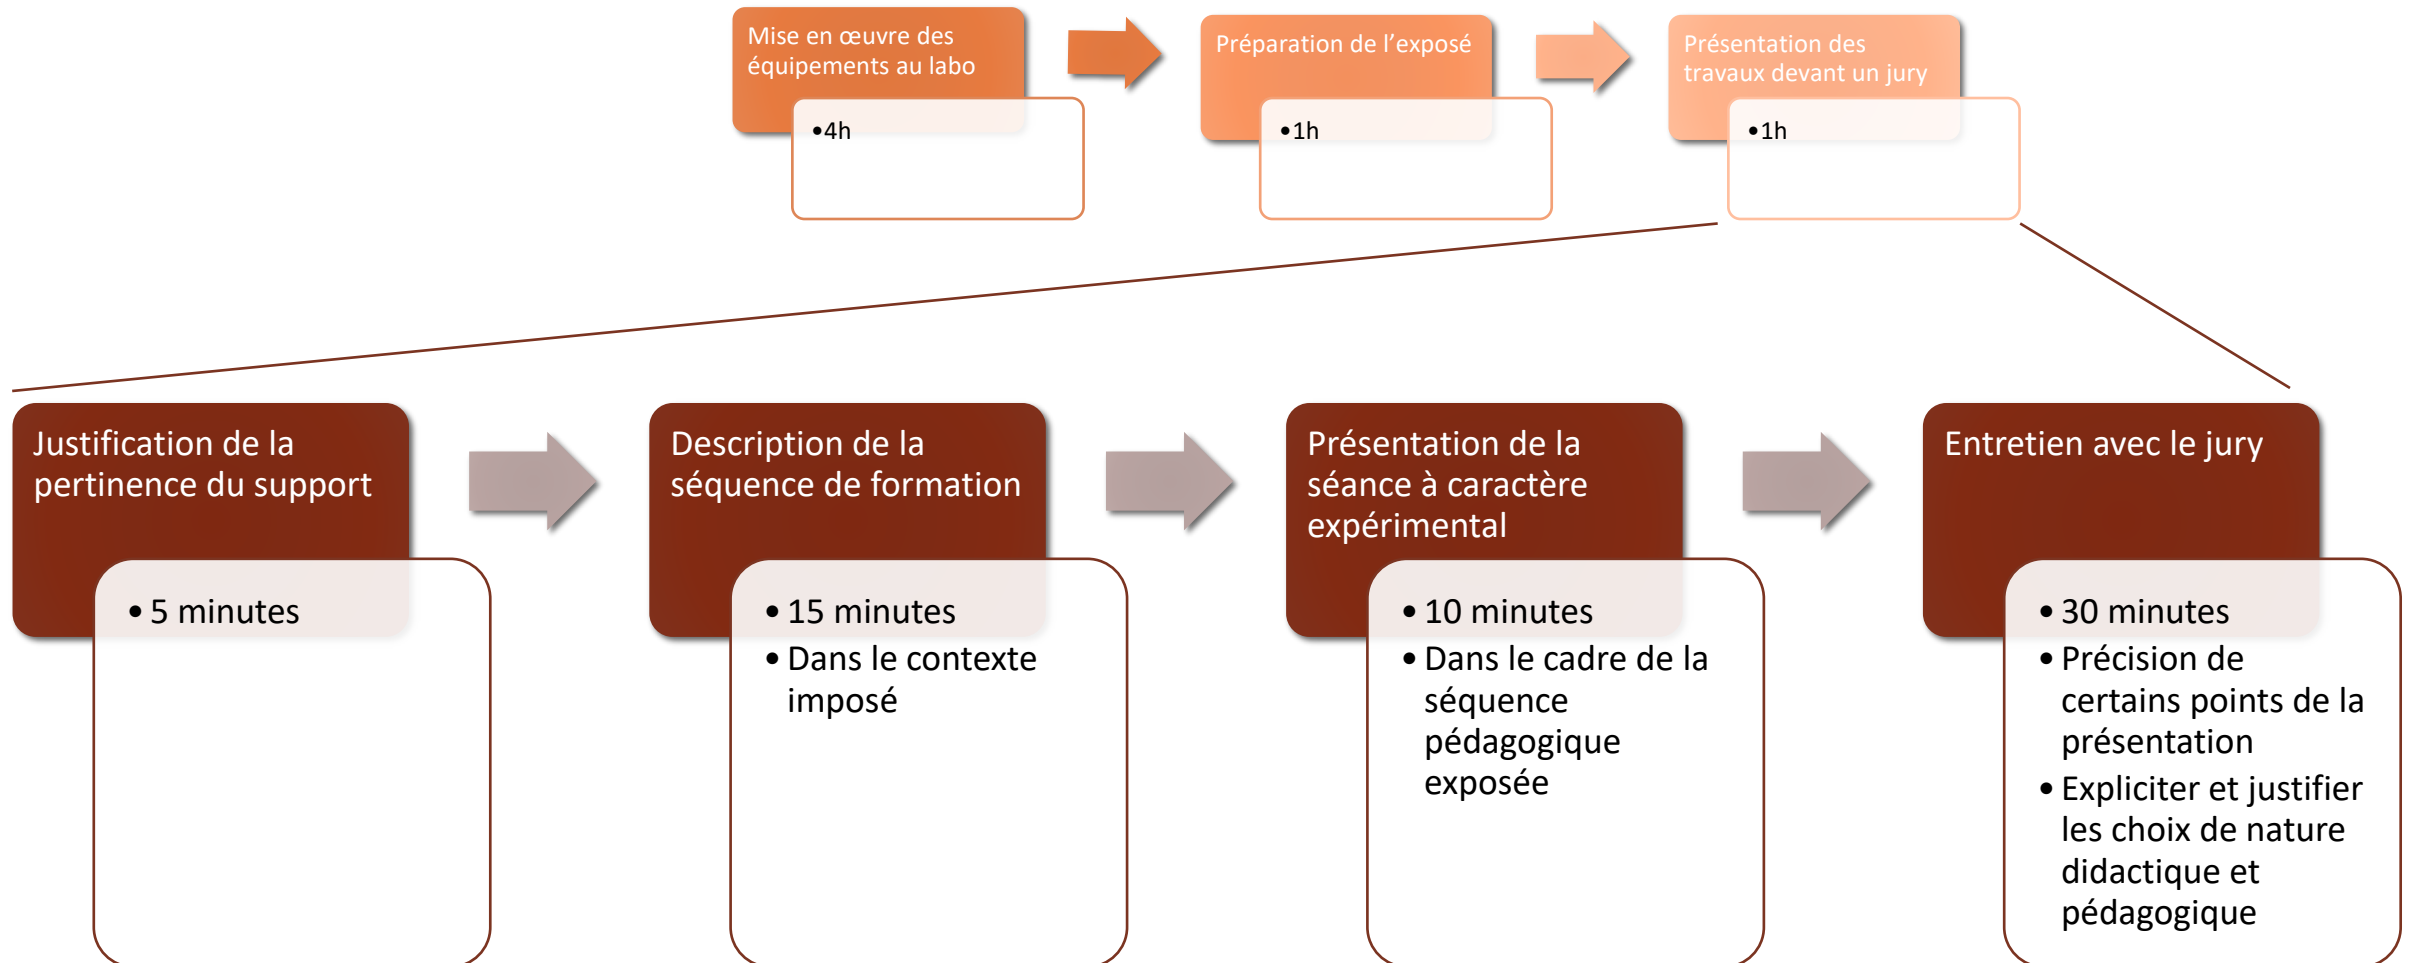 Mise en œuvre des
équipements au labo
•4h
Préparation de l’exposé
•1h
Présentation des
travaux devant un jury
•1h
Justification de la
pertinence du support
• 5 minutes
Description de la
séquence de formation
• 15 minutes
• Dans le contexte
imposé
Présentation de la
séance à caractère
expérimental
• 10 minutes
• Dans le cadre de la
séquence
pédagogique
exposée
Entretien avec le jury
• 30 minutes
• Précision de
certains points de la
présentation
• Expliciter et justifier
les choix de nature
didactique et
pédagogique